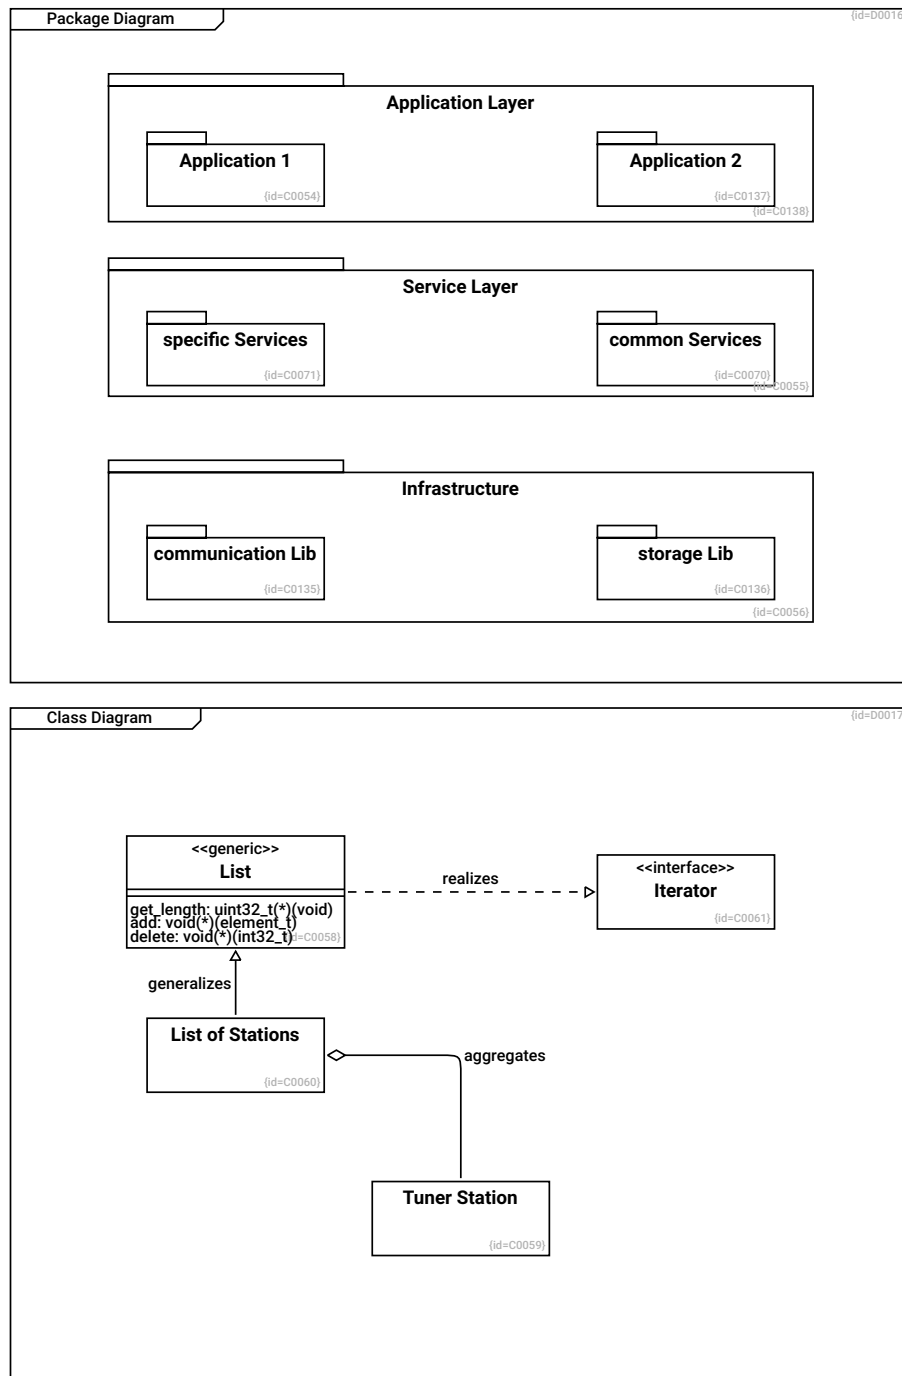 Package Diagram
{id=D0016
Application Layer
Application 1
{id=C0054}
Application 2
{id=C0137}
{id=C0138}
Service Layer
specific Services
{id=C0071}
common Services
{id=C0070}
{id=C0055}
Infrastructure
communication Lib
{id=C0135}
storage Lib
{id=C0136}
{id=C0056}
Class Diagram
{id=D0017
<<generic>>
List
get_length: uint32_t(*)(void)
add: void(*)(element_t)
delete: void(*)(int32_t)
{id=C0058}
realizes
<<interface>>
Iterator
{id=C0061}
generalizes
List of Stations
{id=C0060}
aggregates
Tuner Station
{id=C0059}